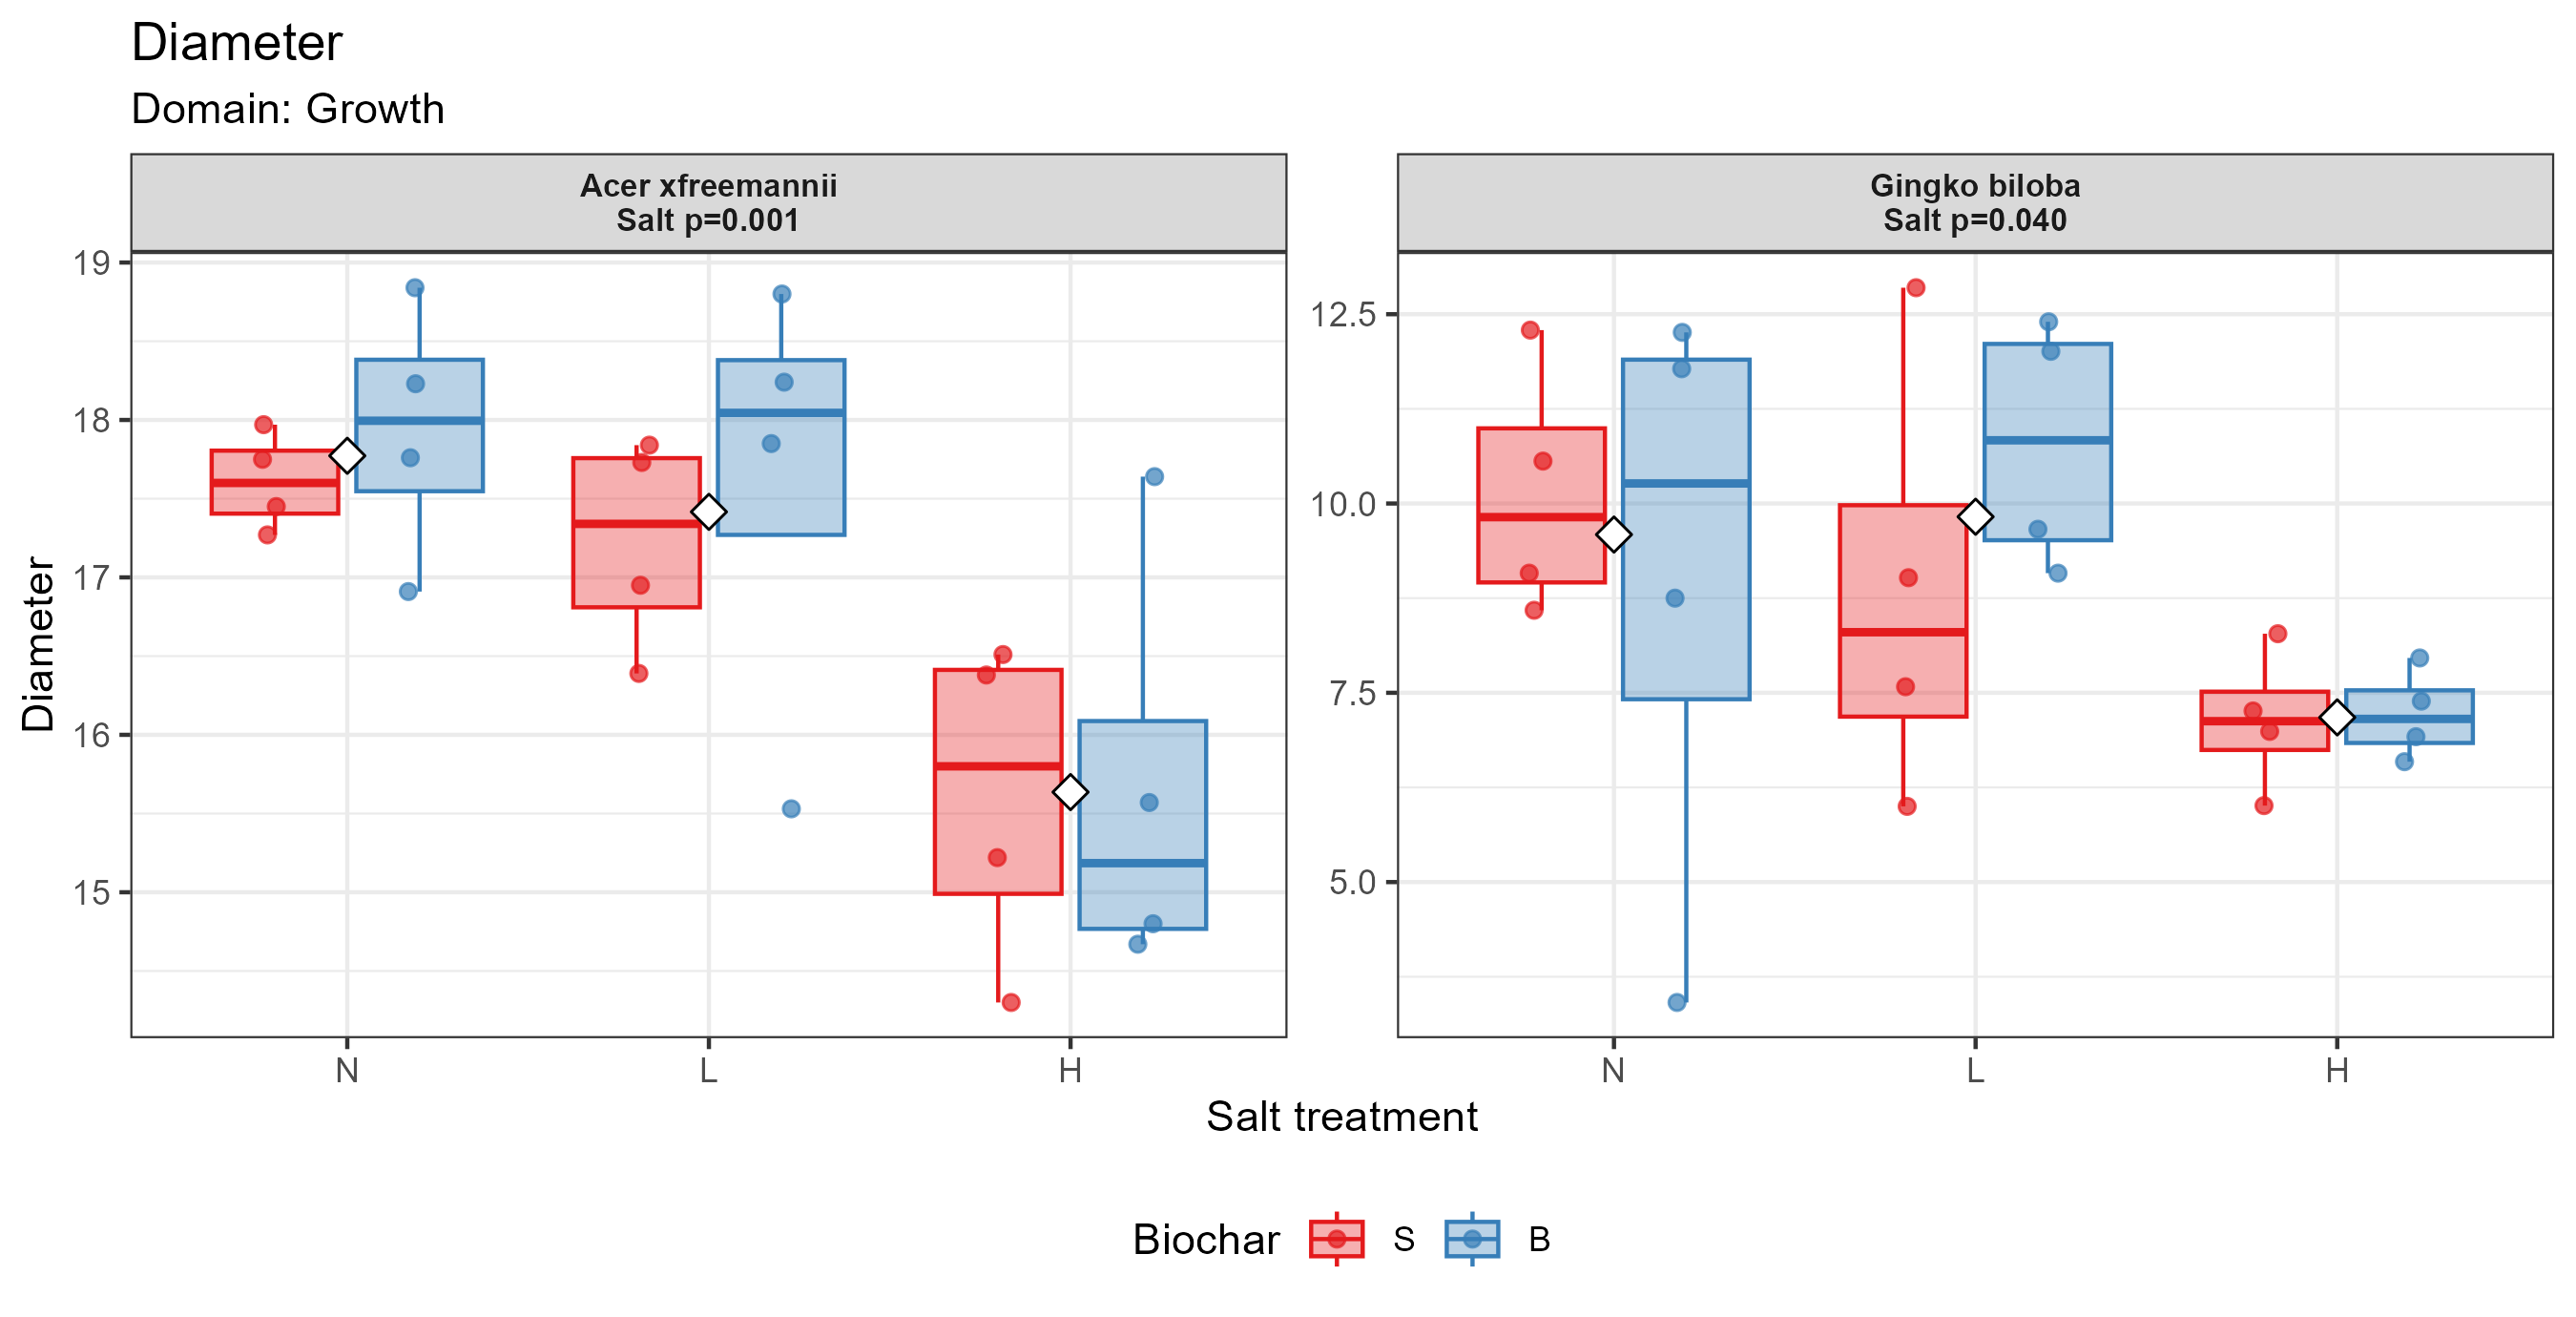 Diameter
Domain: Growth
Acer xfreemannii
Salt p=0.001
Gingko biloba
Salt p=0.040
Diameter
19
18
17
16
15
12.5
10.0
7.5
5.0
N
L
H
N
L
H
Salt treatment
Biochar S B